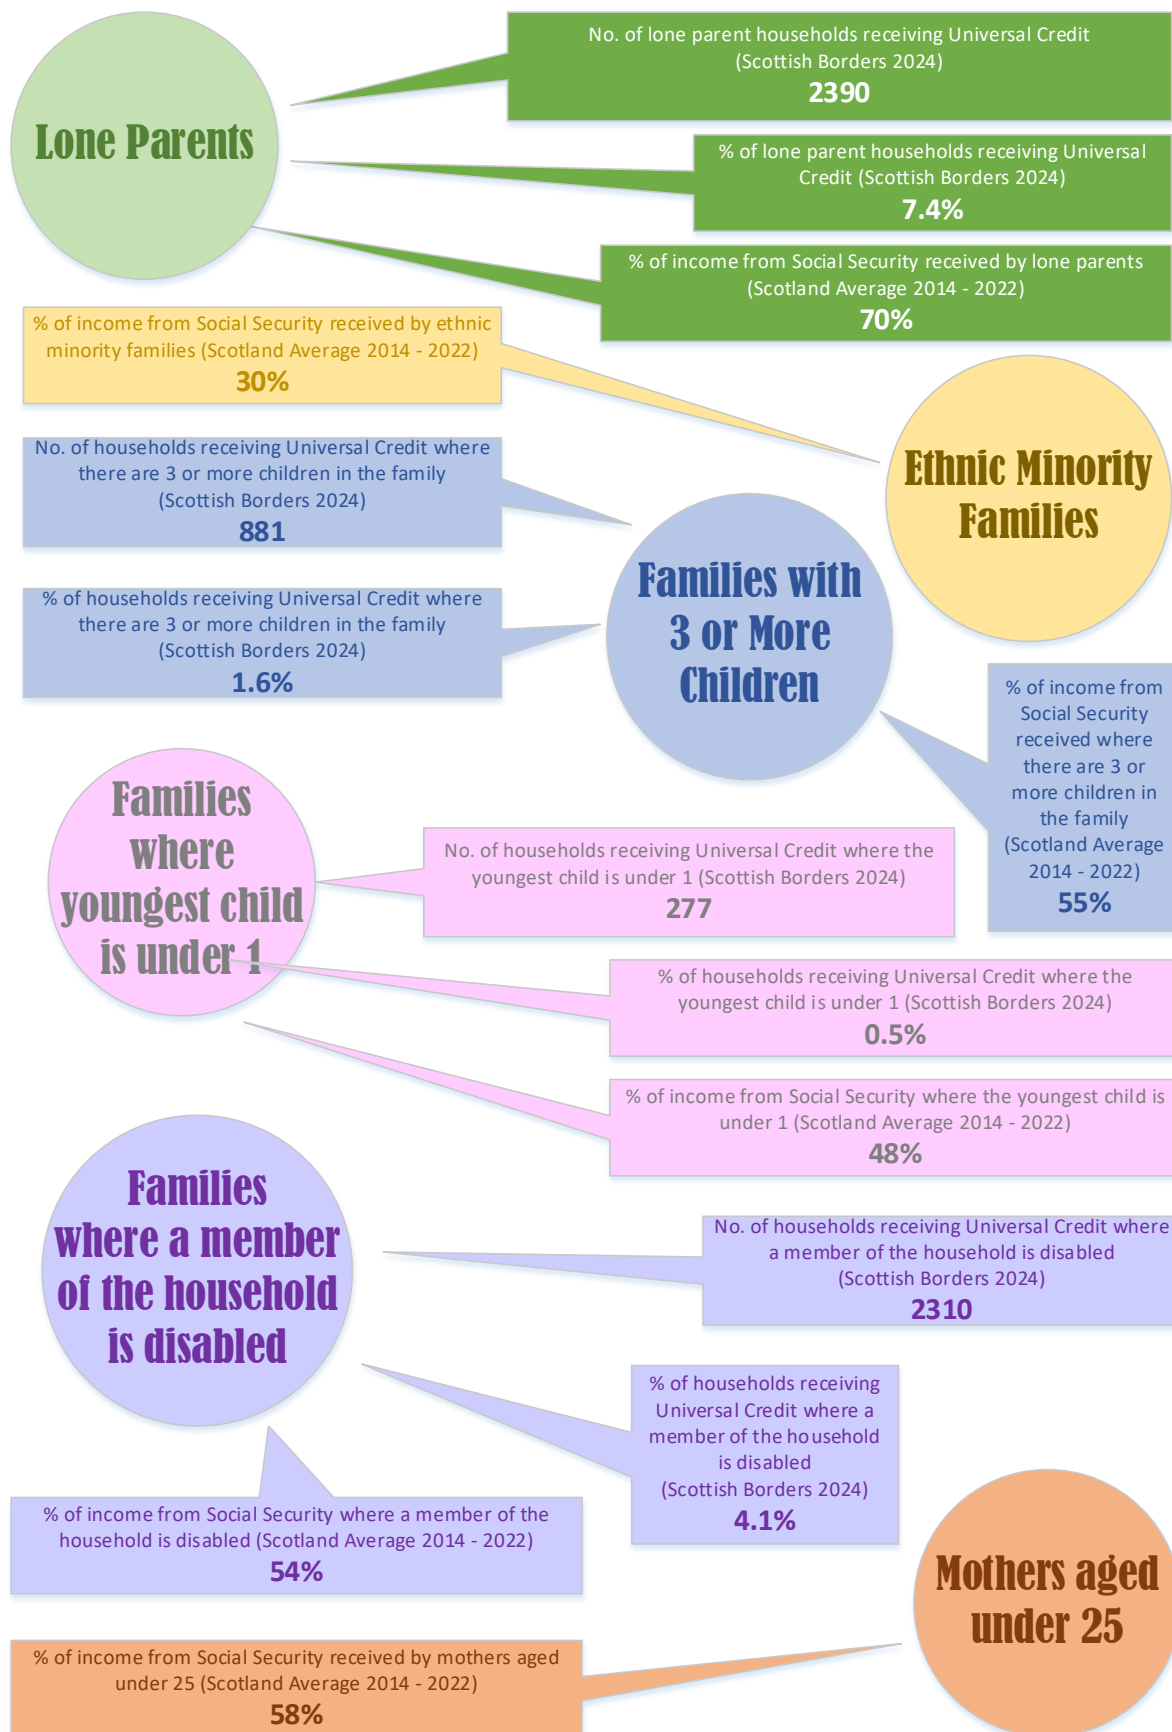 Lone Parents
No. of lone parent households receiving Universal Credit
(Scottish Borders 2024)
2390
% of lone parent households receiving Universal
Credit (Scottish Borders 2024)
7.4%
% of income from Social Security received by lone parents
(Scotland Average 2014 - 2022)
70%
% of income from Social Security received by ethnic
minority families (Scotland Average 2014 - 2022)
30%
Ethnic Minority
Families
No. of households receiving Universal Credit where
there are 3 or more children in the family
(Scottish Borders 2024)
881
% of households receiving Universal Credit where
there are 3 or more children in the family
(Scottish Borders 2024)
1.6%
Families with
3 or More
Children
% of income from
Social Security
received where
there are 3 or
more children in
the family
(Scotland Average
2014 - 2022)
55%
Families
where
youngest child
is under 1
No. of households receiving Universal Credit where the
youngest child is under 1 (Scottish Borders 2024)
277
% of households receiving Universal Credit where the
youngest child is under 1 (Scottish Borders 2024)
0.5%
% of income from Social Security where the youngest child is
under 1 (Scotland Average 2014 - 2022)
48%
Families
where a member
of the household
is disabled
No. of households receiving Universal Credit where
a member of the household is disabled
(Scottish Borders 2024)
2310
% of households receiving
Universal Credit where a
member of the household
is disabled
(Scottish Borders 2024)
4.1%
% of income from Social Security where a member of the
household is disabled (Scotland Average 2014 - 2022)
54%
Mothers aged
under 25
% of income from Social Security received by mothers aged
under 25 (Scotland Average 2014 - 2022)
58%